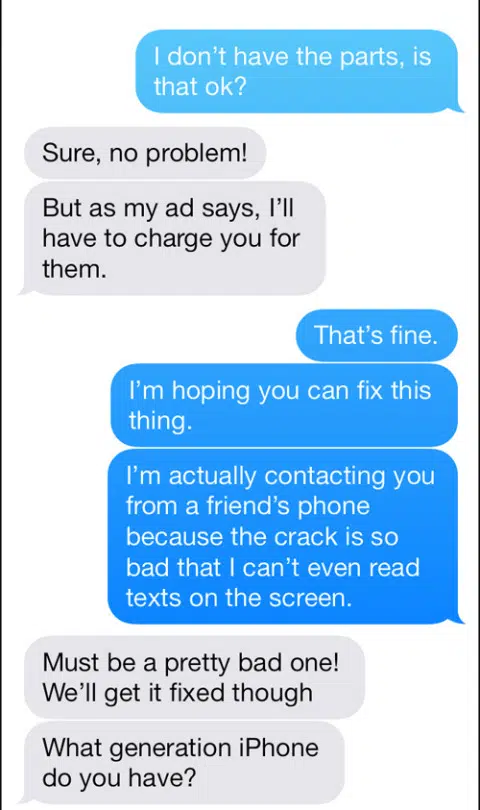 I don’t have the parts, is
that ok?
Sure, no problem!
But as my ad says, I’ll
have to charge you for
them.
That’s fine.
I’m hoping you can fix this
thing.
I’m actually contacting you
from a friend’s phone
because the crack is so
bad that I can’t even read
texts on the screen.
Must be a pretty bad one!
We’ll get it fixed though
What generation iPhone
do you have?